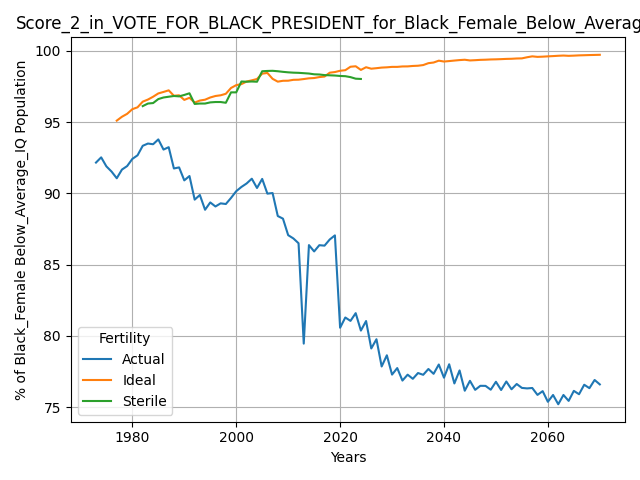 Score_2_in_VOTE_FOR_BLACK_PRESIDENT_for_Black_Female_Below_Averag
% of Black_Female Below_Average_IQ Population
100
95
90
85
80
75
Fertility
Actual
Ideal
Sterile
1980
2000
2020
2040
2060
Years